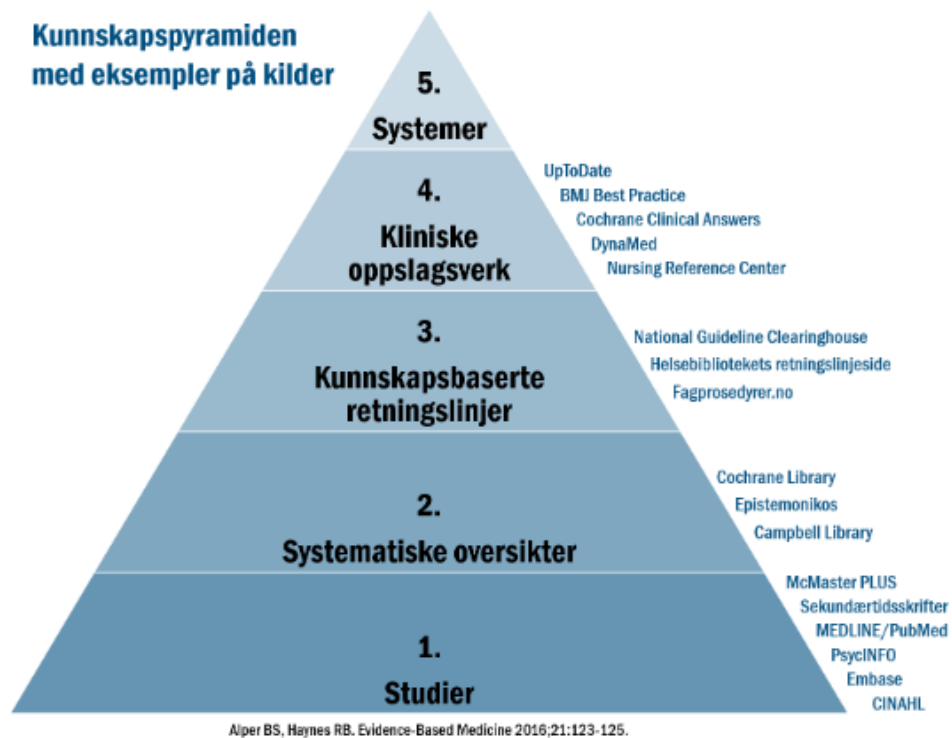 Kunnskapspyramiden
med eksempler på kilder
5.
Systemer
4.
Kliniske
oppslagsverk
UpToDate
BMJ Best Practice
Cochrane Clinical Answers
DynaMed
Nursing Reference Center
3.
Kunnskapsbaserte
retningslinjer
National Guideline Clearinghouse
Helsebibliotekets retningslinjeside
Fagprosedyrer.no
2.
Systematiske oversikter
Cochrane Library
Epistemonikos
Campbell Library
1.
Studier
McMaster PLUS
Sekundærtidsskrifter
MEDLINE/PubMed
PsycINFO
Embase
CINAHL
Alper BS, Haynes RB. Evidence-Based Medicine 2016;21:123-125.